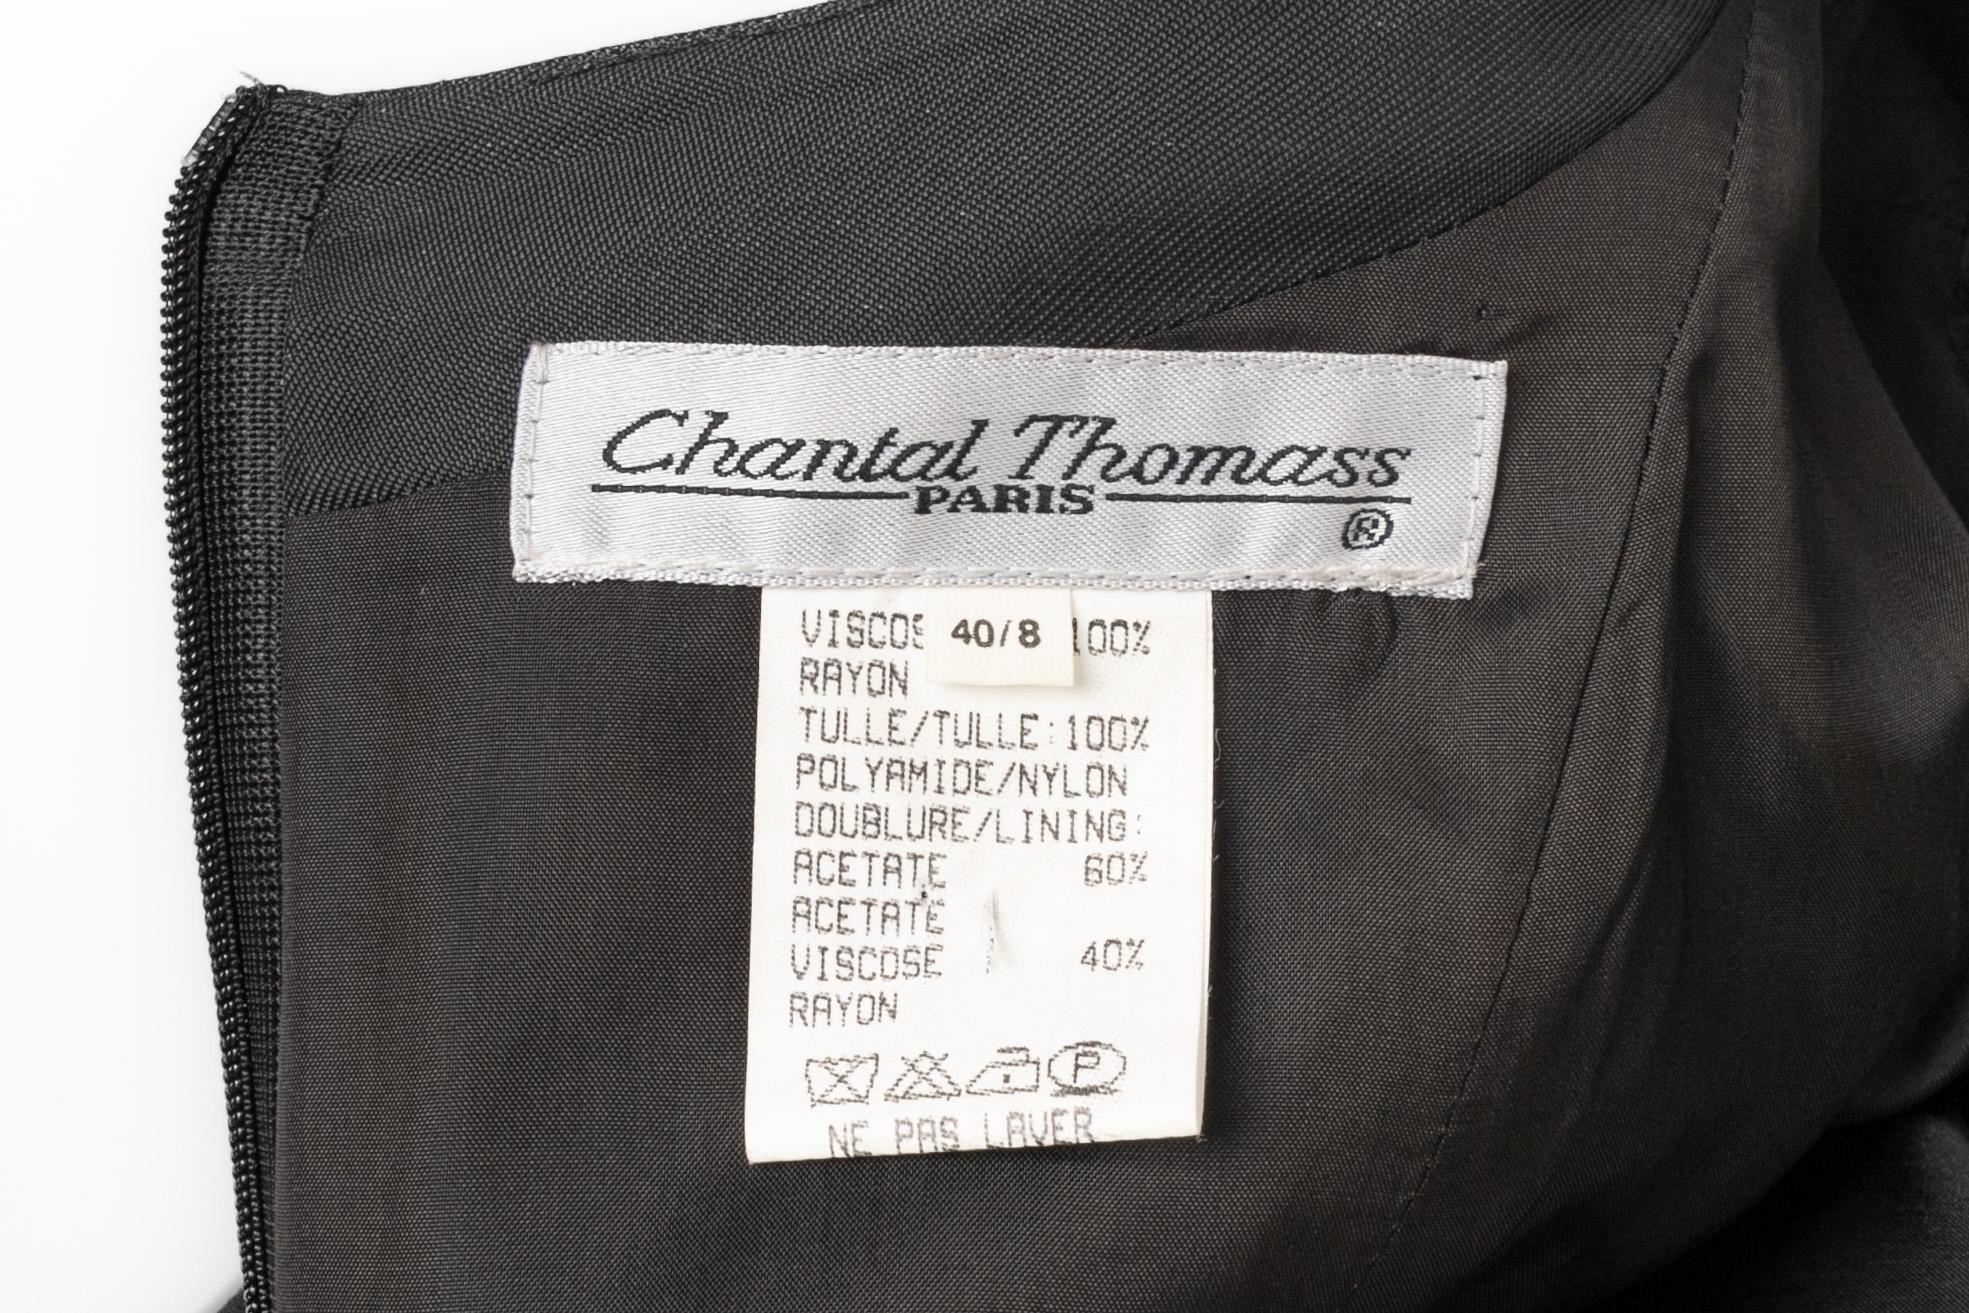 Chantal Thomass
PARIS
®
VISCOS 40/8 100%
RAYON
TULLE/TULLE:100%
POLYAMIDE/NYLON
DOUBLURE/LINING:
ACETATE 60%
ACETATE
VISCOSE 40%
RAYON
P
NE PAS LAVER